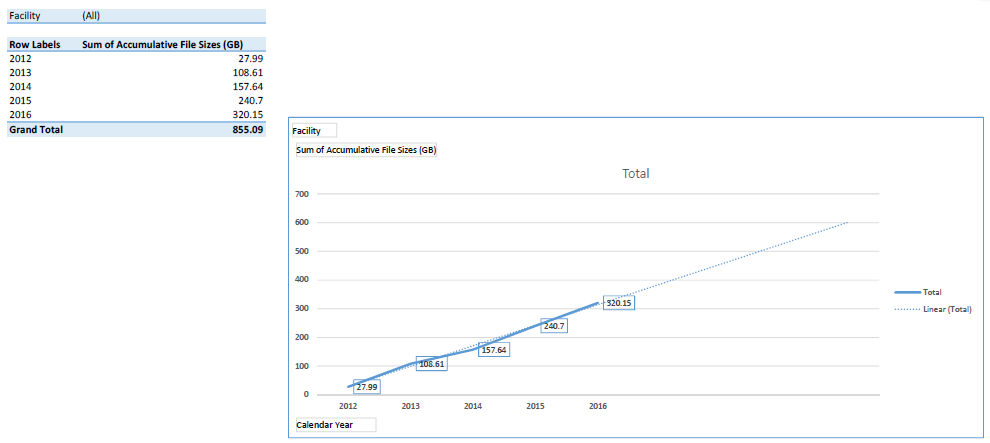 Facility (All)
Row Labels Sum of Accumulative File Sizes (GB)
2012 27.99
2013 108.61
2014 157.64
2015 240.7
2016 320.15
Grand Total 855.09
Facility
Sum of Accumulative File Sizes (GB)
Total
700
600
500
400
300
200
100
0
27.99
108.61
157.64
240.7
320.15
2012 2013 2014 2015 2016
Total
Linear (Total)
Calendar Year